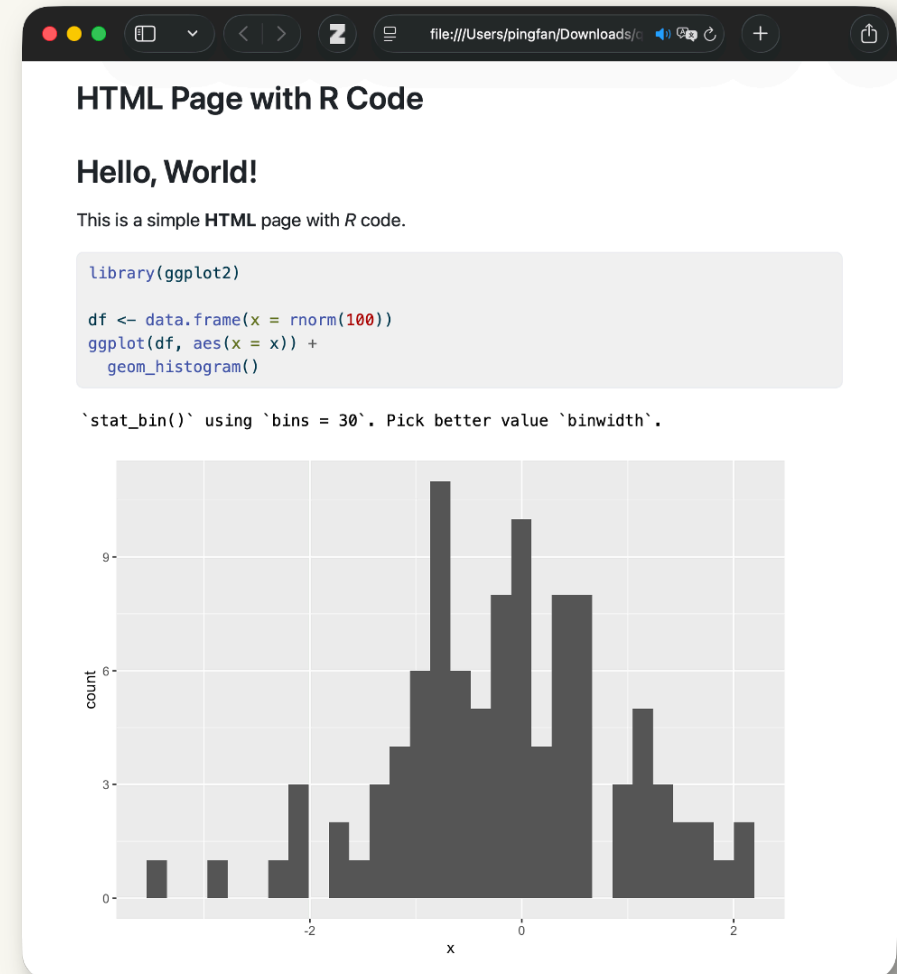 Z
file:///Users/pingfan/Downloads/
HTML Page with R Code
Hello, World!
This is a simple HTML page with R code.
library(ggplot2)
df <- data.frame(x = rnorm(100))
ggplot(df, aes(x = x)) +
  geom_histogram()
`stat_bin()` using `bins = 30`. Pick better value `binwidth`.
9
6
3
0
count
-2
0
2
x